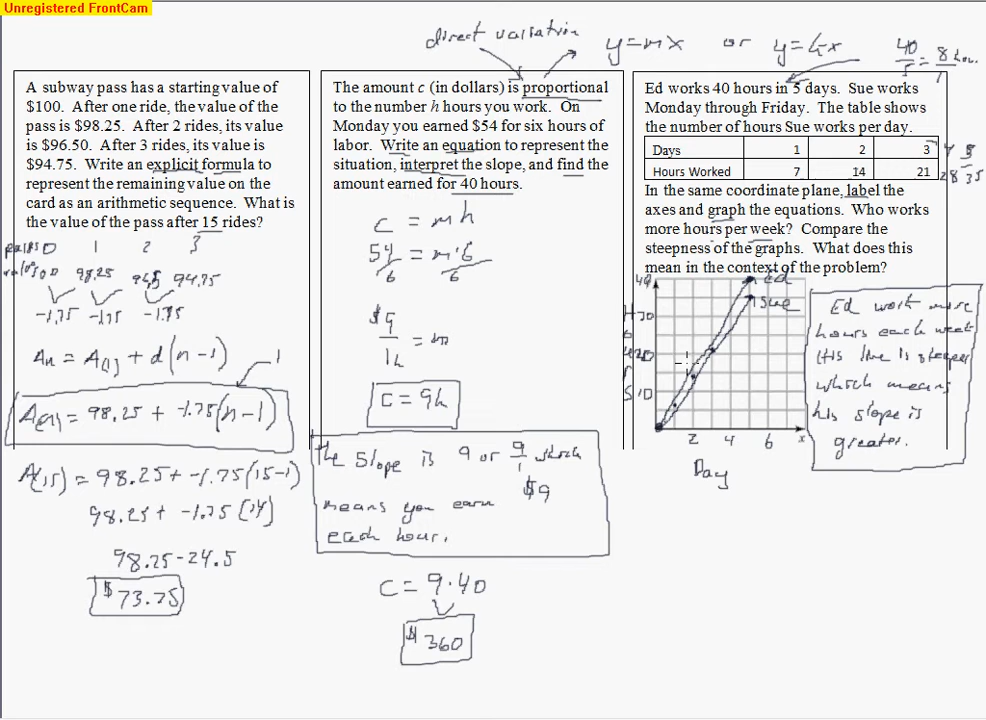 Unregistered FrontCam
direct variation
y=mx or y=kx
40/5 = 8 hou.
A subway pass has a starting value of
$100. After one ride, the value of the
pass is $98.25. After 2 rides, its value
is $96.50. After 3 rides, its value is
$94.75. Write an explicit formula to
represent the remaining value on the
card as an arithmetic sequence. What is
the value of the pass after 15 rides?
0 1 2 3
98.25 94.75
-1.75 -1.75 -1.75
An = A(1) + d(n-1)
A(n) = 98.25 + -1.75(n-1)
A(15) = 98.25 + -1.75(15-1)
98.25 + -1.75(14)
98.25 - 24.5
$73.75
The amount c (in dollars) is proportional
to the number h hours you work. On
Monday you earned $54 for six hours of
labor. Write an equation to represent the
situation, interpret the slope, and find the
amount earned for 40 hours.
C = mh
54/6 = m·6/6
$9/1h = m
C = 9h
the slope is 9 or 9/1 which
means you earn $9
each hour.
C = 9·40
$360
Ed works 40 hours in 5 days. Sue works
Monday through Friday. The table shows
the number of hours Sue works per day.
Days 1 2 3 4 5
Hours Worked 7 14 21 28 35
In the same coordinate plane, label the
axes and graph the equations. Who works
more hours per week? Compare the
steepness of the graphs. What does this
mean in the context of the problem?
40 Ed
Sue
30
20
10
2 4 6 x
Day
Ed work more
hours each week
His line is steeper
which means
his slope is
greater.